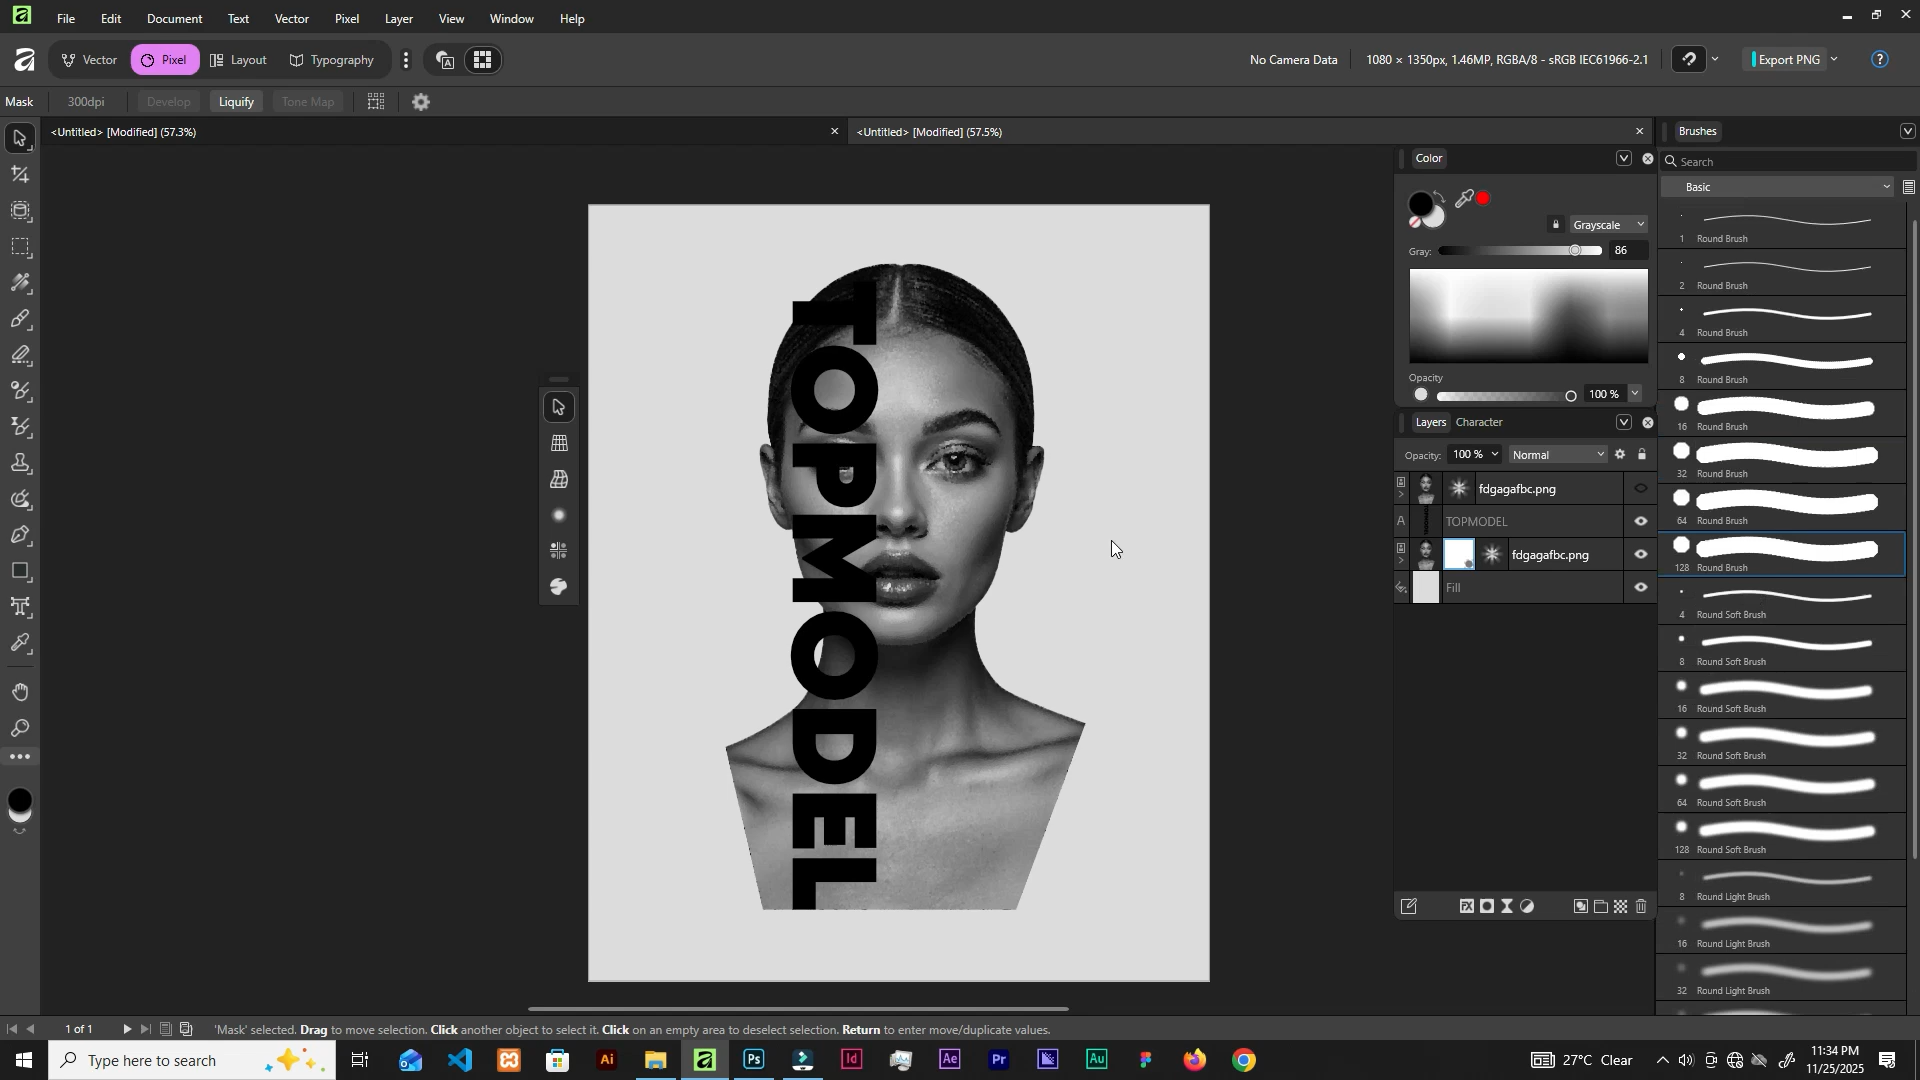 File Edit Document Text Vector Pixel Layer View Window Help
Vector Pixel Layout Typography
No Camera Data 1080 × 1350px, 1.46MP, RGBA/8 - sRGB IEC61966-2.1 Export PNG
Mask 300dpi Develop Liquify Tone Map
<Untitled> [Modified] (57.3%)
<Untitled> [Modified] (57.5%)
TOPMODEL
Color
Grayscale
Gray: 86
Opacity
100 %
Layers Character
Opacity: 100 % Normal
fdgagafbc.png
A TOPMODEL
fdgagafbc.png
Fill
Brushes
Search
Basic
1 Round Brush
2 Round Brush
4 Round Brush
8 Round Brush
16 Round Brush
32 Round Brush
64 Round Brush
128 Round Brush
4 Round Soft Brush
8 Round Soft Brush
16 Round Soft Brush
32 Round Soft Brush
64 Round Soft Brush
128 Round Soft Brush
8 Round Light Brush
16 Round Light Brush
32 Round Light Brush
1 of 1 'Mask' selected. Drag to move selection. Click another object to select it. Click on an empty area to deselect selection. Return to enter move/duplicate values.
Type here to search
Ai Ps Id Ae Pr Au
27°C Clear
11:34 PM
11/25/2025